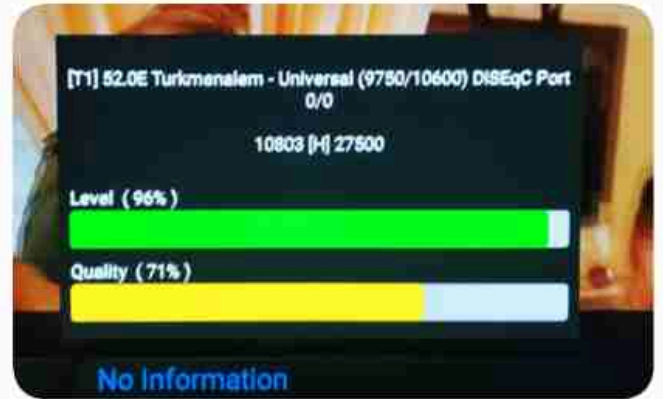 [T1] 52.0E Turkmenalem - Universal (9750/10600) DISEqC Port
0/0
10803 [H] 27500
Level ( 96% )
Quality ( 71% )
No Information